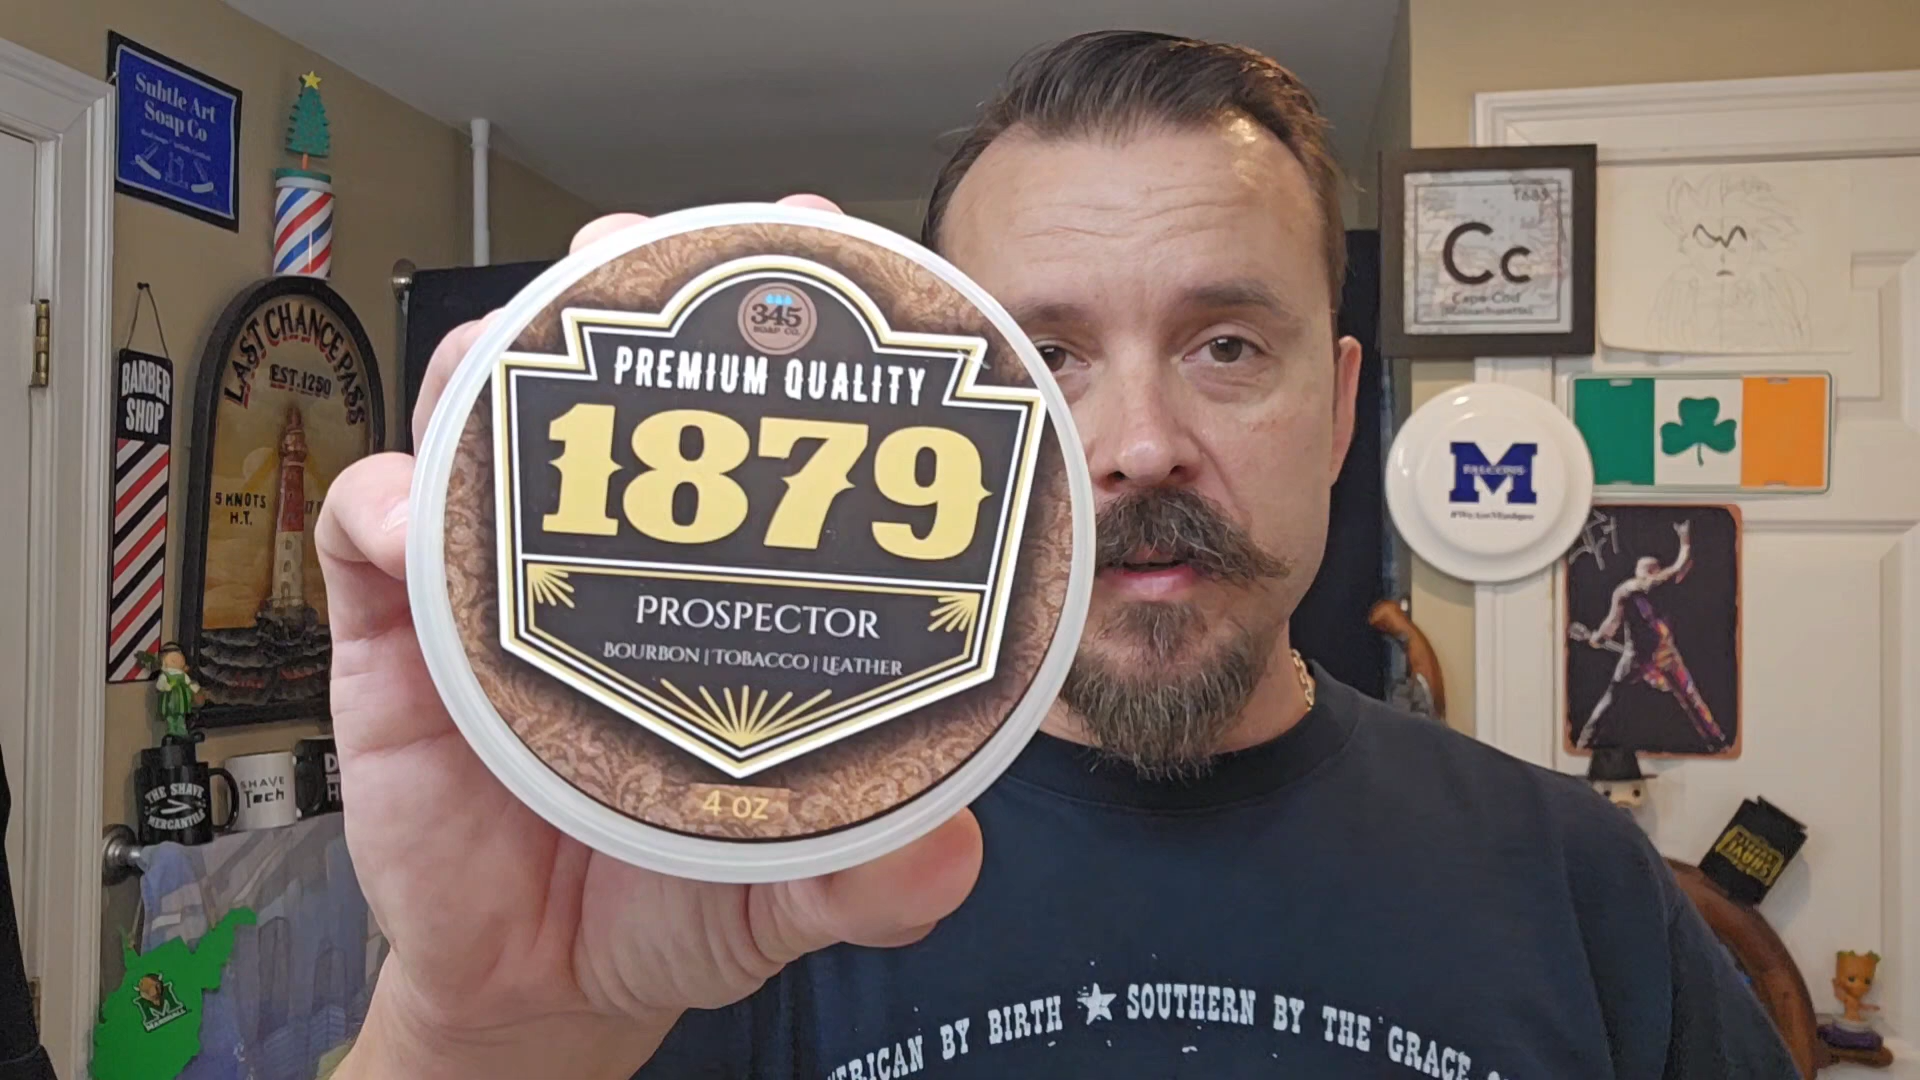 Subtle Art
Soap Co
LAST CHANCE PASS
EST.1250
5 KNOTS
H.T.
BARBER
SHOP
THE SHAVE
MERCANTILE
SHAVE
Tech
D
M
345
SOAP CO.
PREMIUM QUALITY
1879
PROSPECTOR
BOURBON | TOBACCO | LEATHER
4 OZ
1685
Cc
Cape Cod
Massachusetts
FALCONS
M
ERICAN BY BIRTH ★ SOUTHERN BY THE GRACE